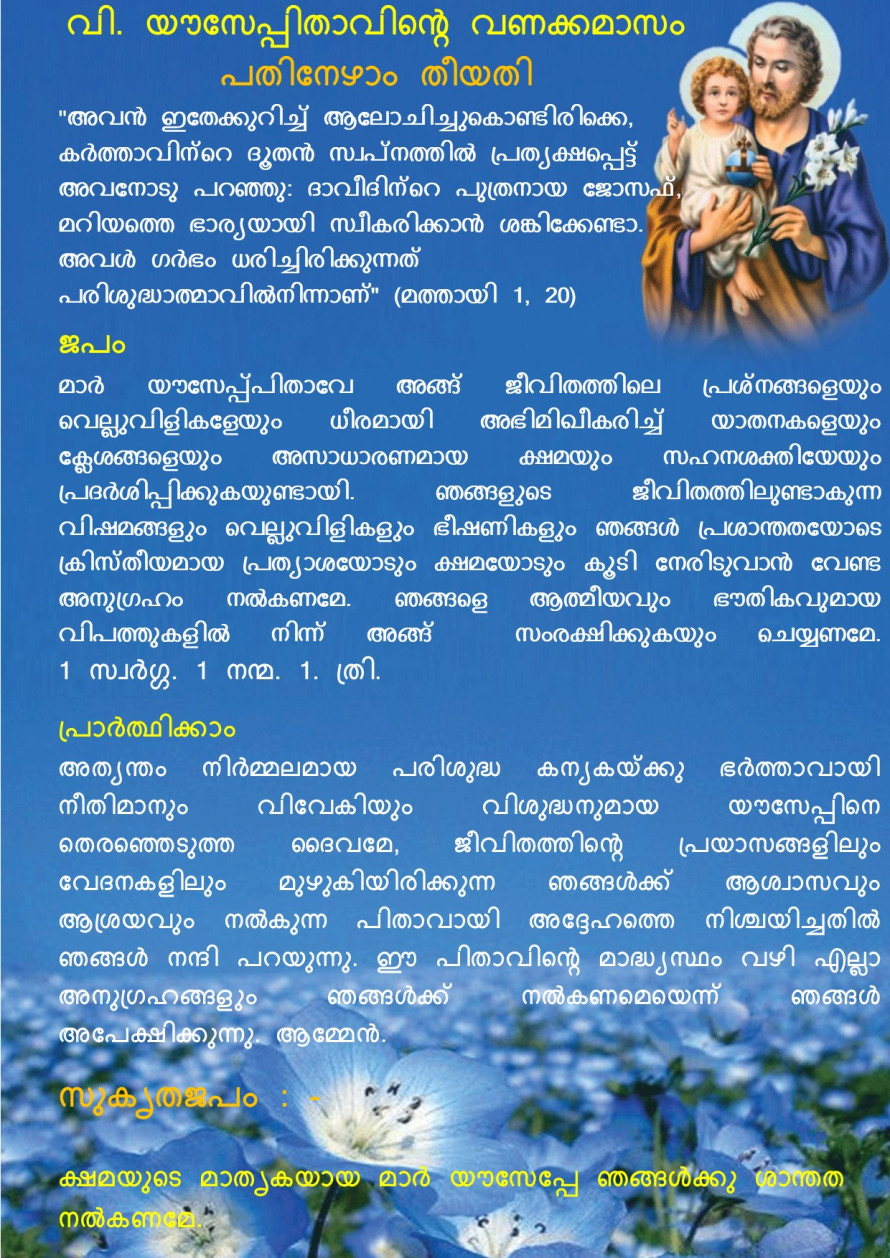 വി. യൗസേപ്പിതാവിന്റെ വണക്കമാസം
പതിനേഴാം തീയതി
"അവൻ ഇതേക്കുറിച്ച് ആലോചിച്ചുകൊണ്ടിരിക്കെ,
കർത്താവിന്റെ ദൂതൻ സ്വപ്നത്തിൽ പ്രത്യക്ഷപ്പെട്ട്
അവനോടു പറഞ്ഞു: ദാവീദിന്റെ പുത്രനായ ജോസഫ്,
മറിയത്തെ ഭാര്യയായി സ്വീകരിക്കാൻ ശങ്കിക്കേണ്ടാ.
അവൾ ഗർഭം ധരിച്ചിരിക്കുന്നത്
പരിശുദ്ധാത്മാവിൽനിന്നാണ്" (മത്തായി 1, 20)
ജപം
മാർ യൗസേപ്പ്പിതാവേ അങ്ങ് ജീവിതത്തിലെ പ്രശ്നങ്ങളെയും
വെല്ലുവിളികളേയും ധീരമായി അഭിമിഖീകരിച്ച് യാതനകളെയും
ക്ലേശങ്ങളെയും അസാധാരണമായ ക്ഷമയും സഹനശക്തിയേയും
പ്രദർശിപ്പിക്കുകയുണ്ടായി. ഞങ്ങളുടെ ജീവിതത്തിലുണ്ടാകുന്ന
വിഷമങ്ങളും വെല്ലുവിളികളും ഭീഷണികളും ഞങ്ങൾ പ്രശാന്തതയോടെ
ക്രിസ്തീയമായ പ്രത്യാശയോടും ക്ഷമയോടും കൂടി നേരിടുവാൻ വേണ്ട
അനുഗ്രഹം നൽകണമേ. ഞങ്ങളെ ആത്മീയവും ഭൗതികവുമായ
വിപത്തുകളിൽ നിന്ന് അങ്ങ് സംരക്ഷിക്കുകയും ചെയ്യണമേ.
1 സ്വർഗ്ഗ. 1 നന്മ. 1. ത്രി.
പ്രാർത്ഥിക്കാം
അത്യന്തം നിർമ്മലമായ പരിശുദ്ധ കന്യകയ്ക്കു ഭർത്താവായി
നീതിമാനും വിവേകിയും വിശുദ്ധനുമായ യൗസേപ്പിനെ
തെരഞ്ഞെടുത്ത ദൈവമേ, ജീവിതത്തിന്റെ പ്രയാസങ്ങളിലും
വേദനകളിലും മുഴുകിയിരിക്കുന്ന ഞങ്ങൾക്ക് ആശ്വാസവും
ആശ്രയവും നൽകുന്ന പിതാവായി അദ്ദേഹത്തെ നിശ്ചയിച്ചതിൽ
ഞങ്ങൾ നന്ദി പറയുന്നു. ഈ പിതാവിന്റെ മാദ്ധ്യസ്ഥം വഴി എല്ലാ
അനുഗ്രഹങ്ങളും ഞങ്ങൾക്ക് നൽകണമെയെന്ന് ഞങ്ങൾ
അപേക്ഷിക്കുന്നു. ആമ്മേൻ.
സുകൃതജപം : -
ക്ഷമയുടെ മാതൃകയായ മാർ യൗസേപ്പേ ഞങ്ങൾക്കു ശാന്തത
നൽകണമേ.